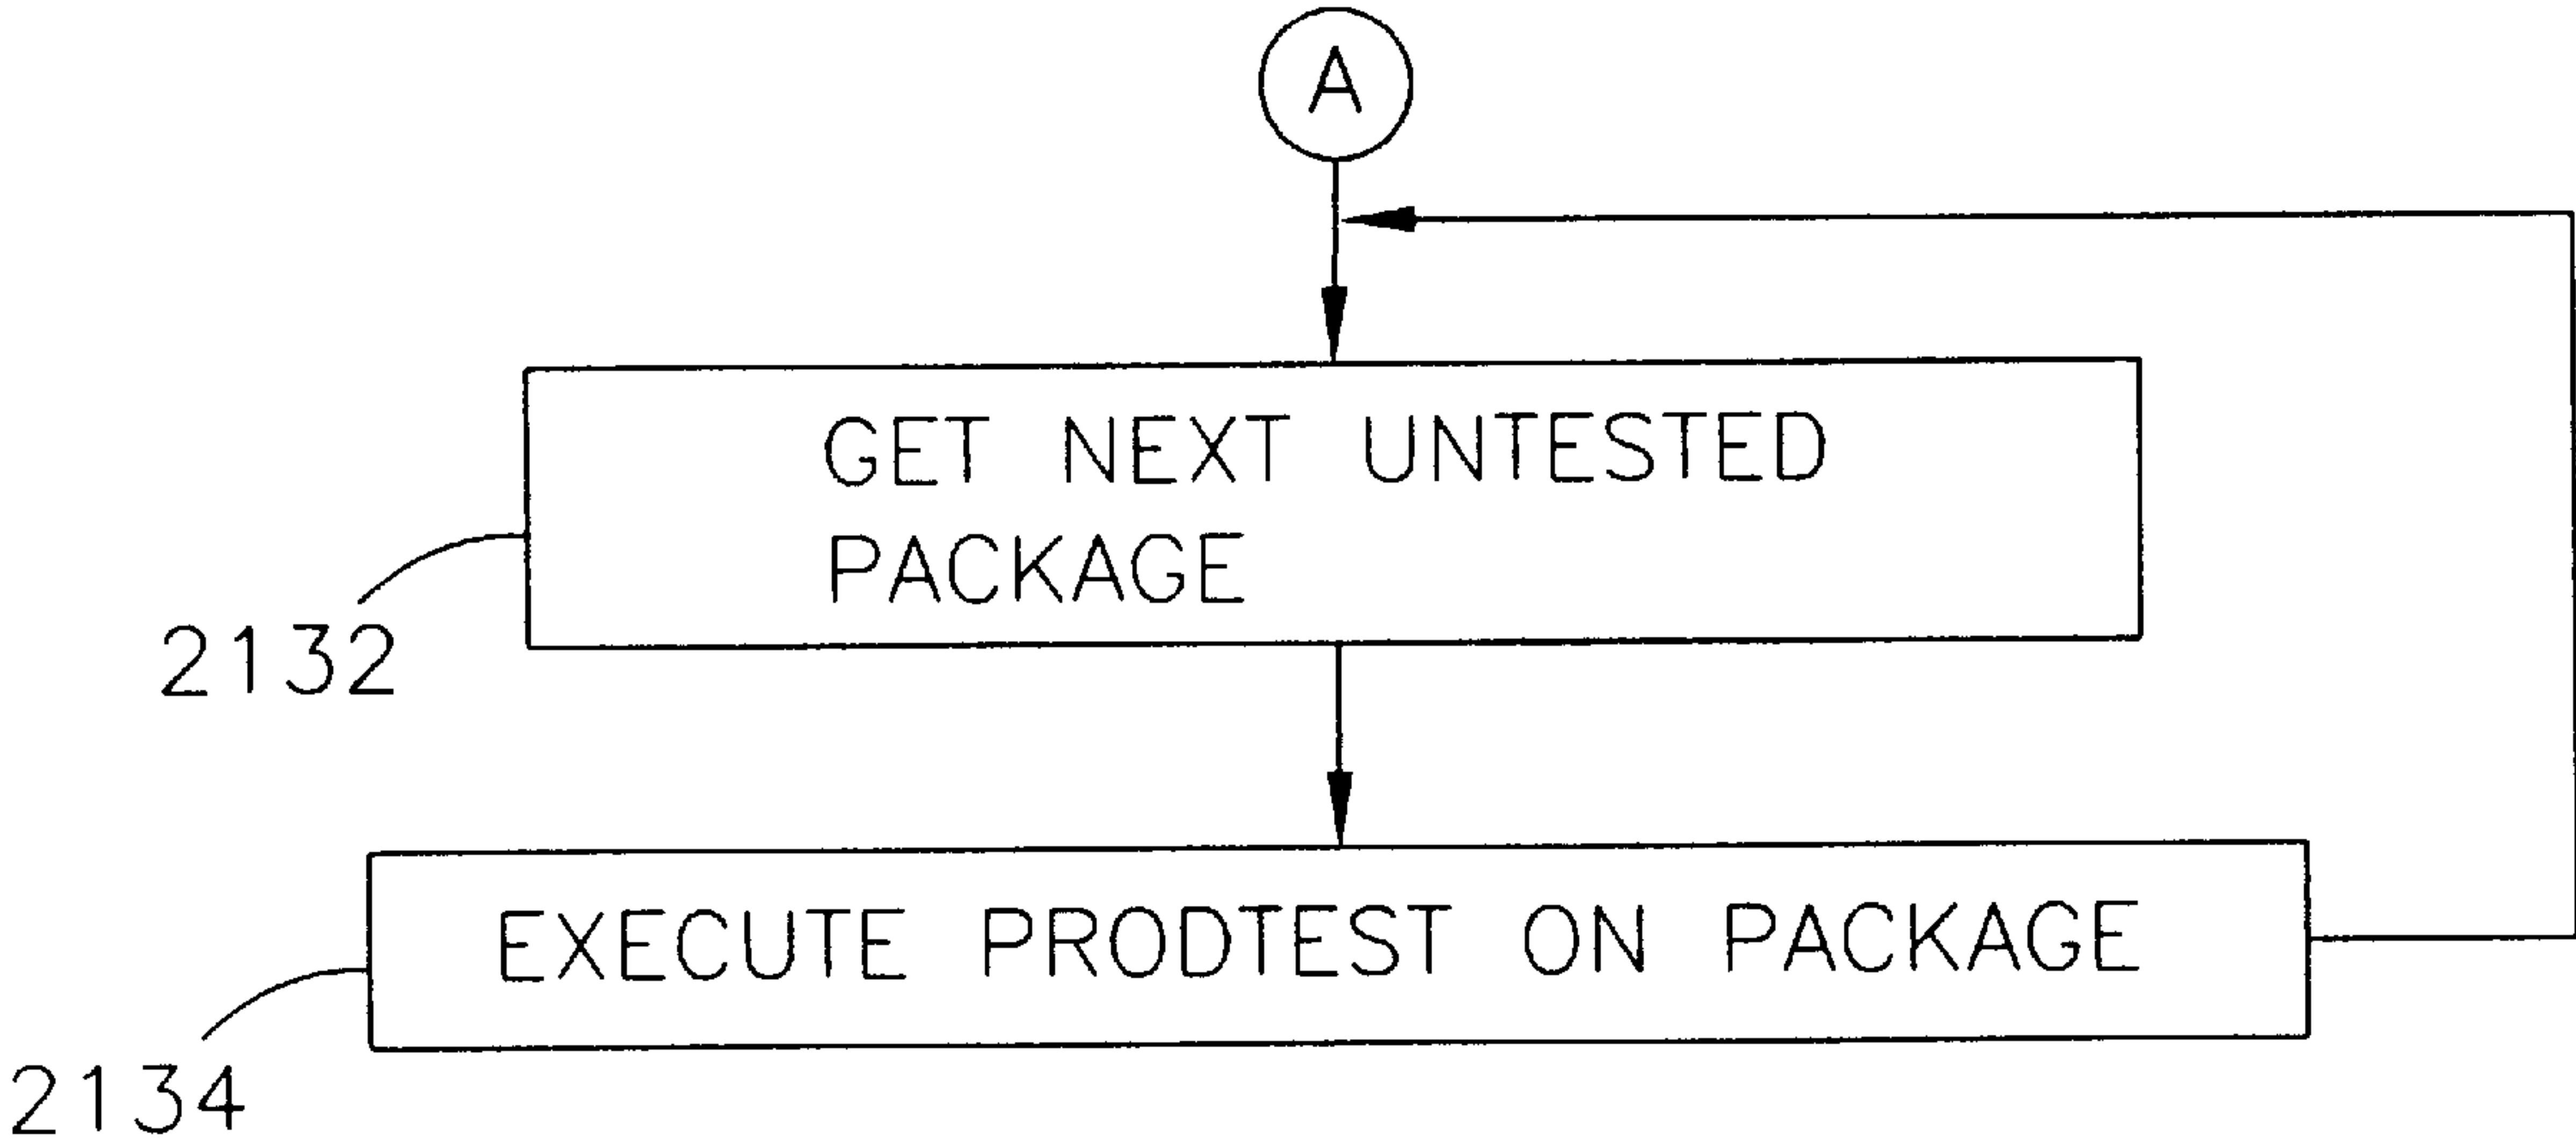 A
GET NEXT UNTESTED
PACKAGE
2132
EXECUTE PRODTEST ON PACKAGE
2134